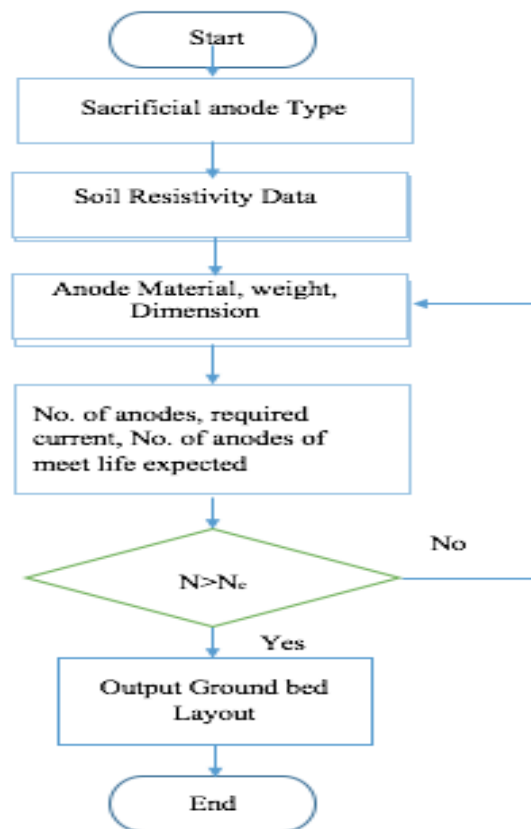 Start
Sacrificial anode Type
Soil Resistivity Data
Anode Material, weight,
Dimension
No. of anodes, required
current, No. of anodes of
meet life expected
No
N>Nc
Yes
Output Ground bed
Layout
End